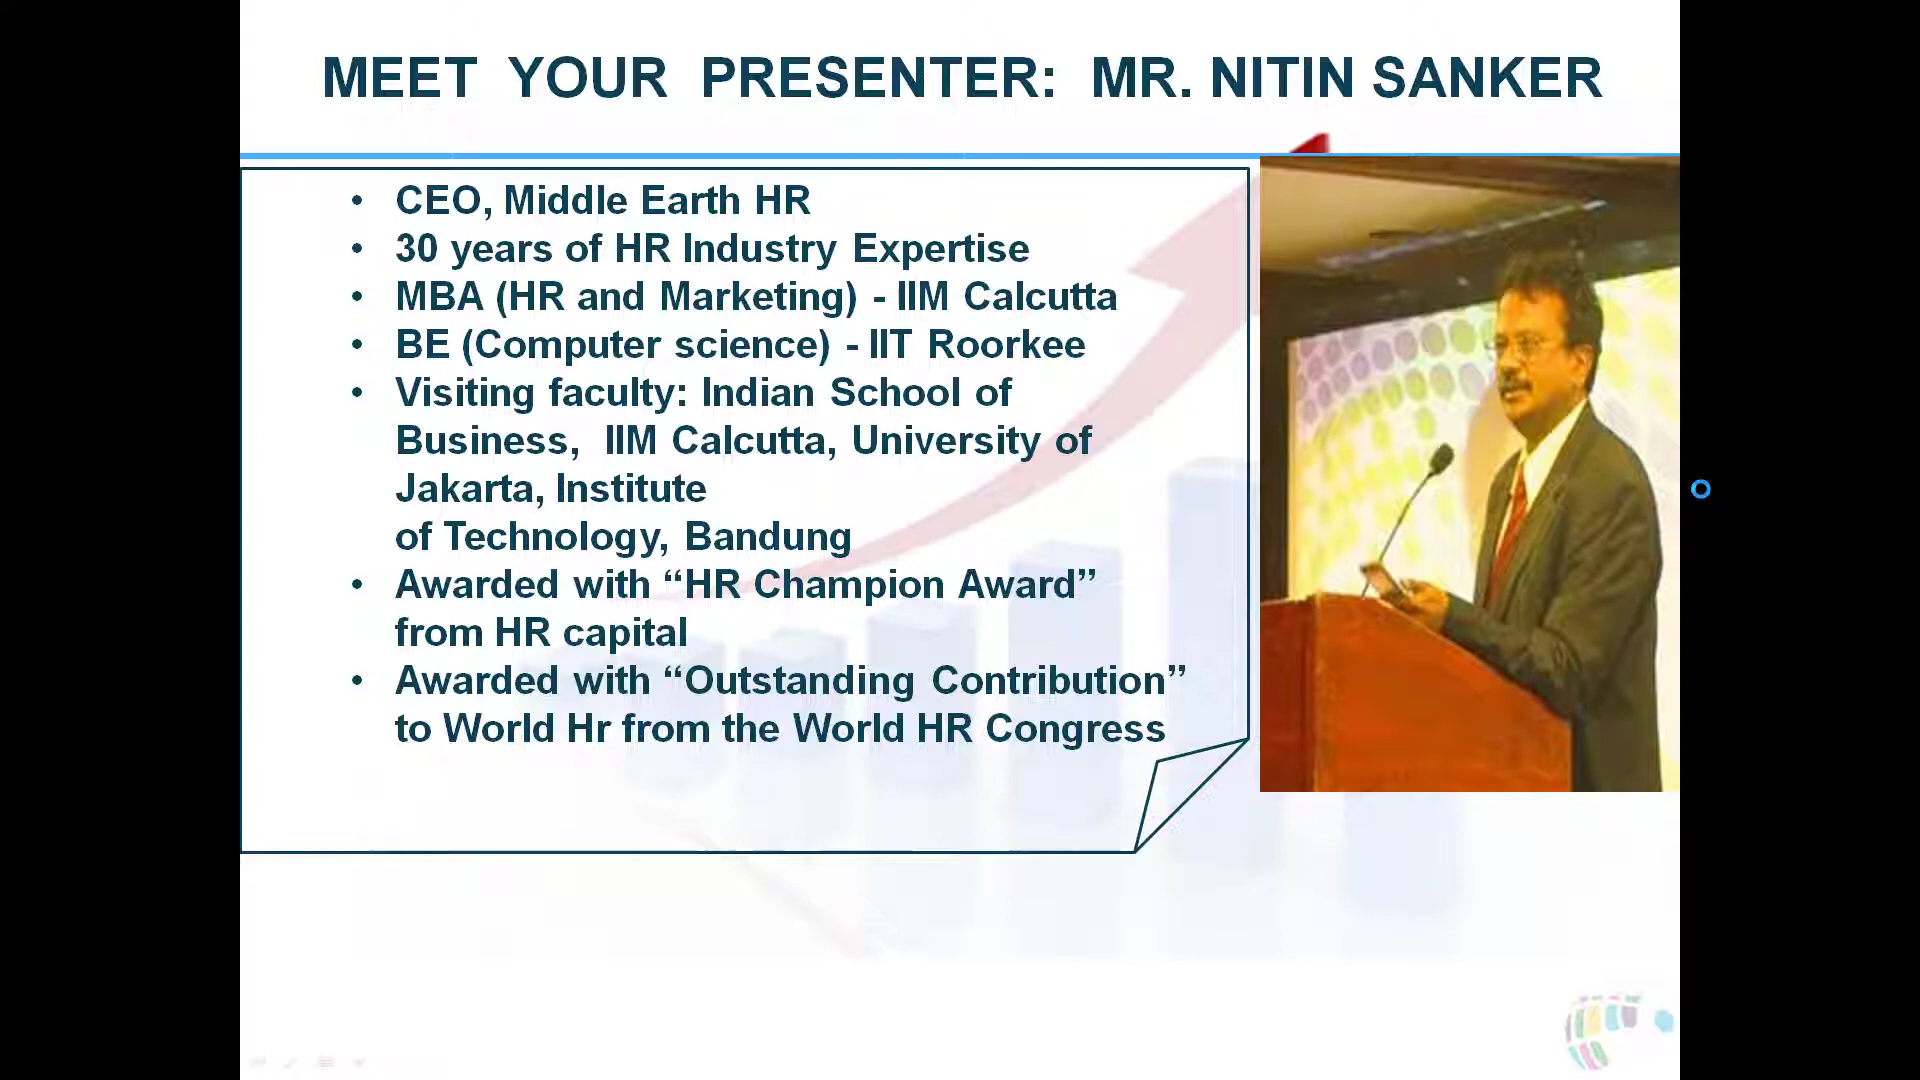 MEET YOUR PRESENTER: MR. NITIN SANKER
• CEO, Middle Earth HR
• 30 years of HR Industry Expertise
• MBA (HR and Marketing) - IIM Calcutta
• BE (Computer science) - IIT Roorkee
• Visiting faculty: Indian School of
Business, IIM Calcutta, University of
Jakarta, Institute
of Technology, Bandung
• Awarded with “HR Champion Award”
from HR capital
• Awarded with “Outstanding Contribution”
to World Hr from the World HR Congress